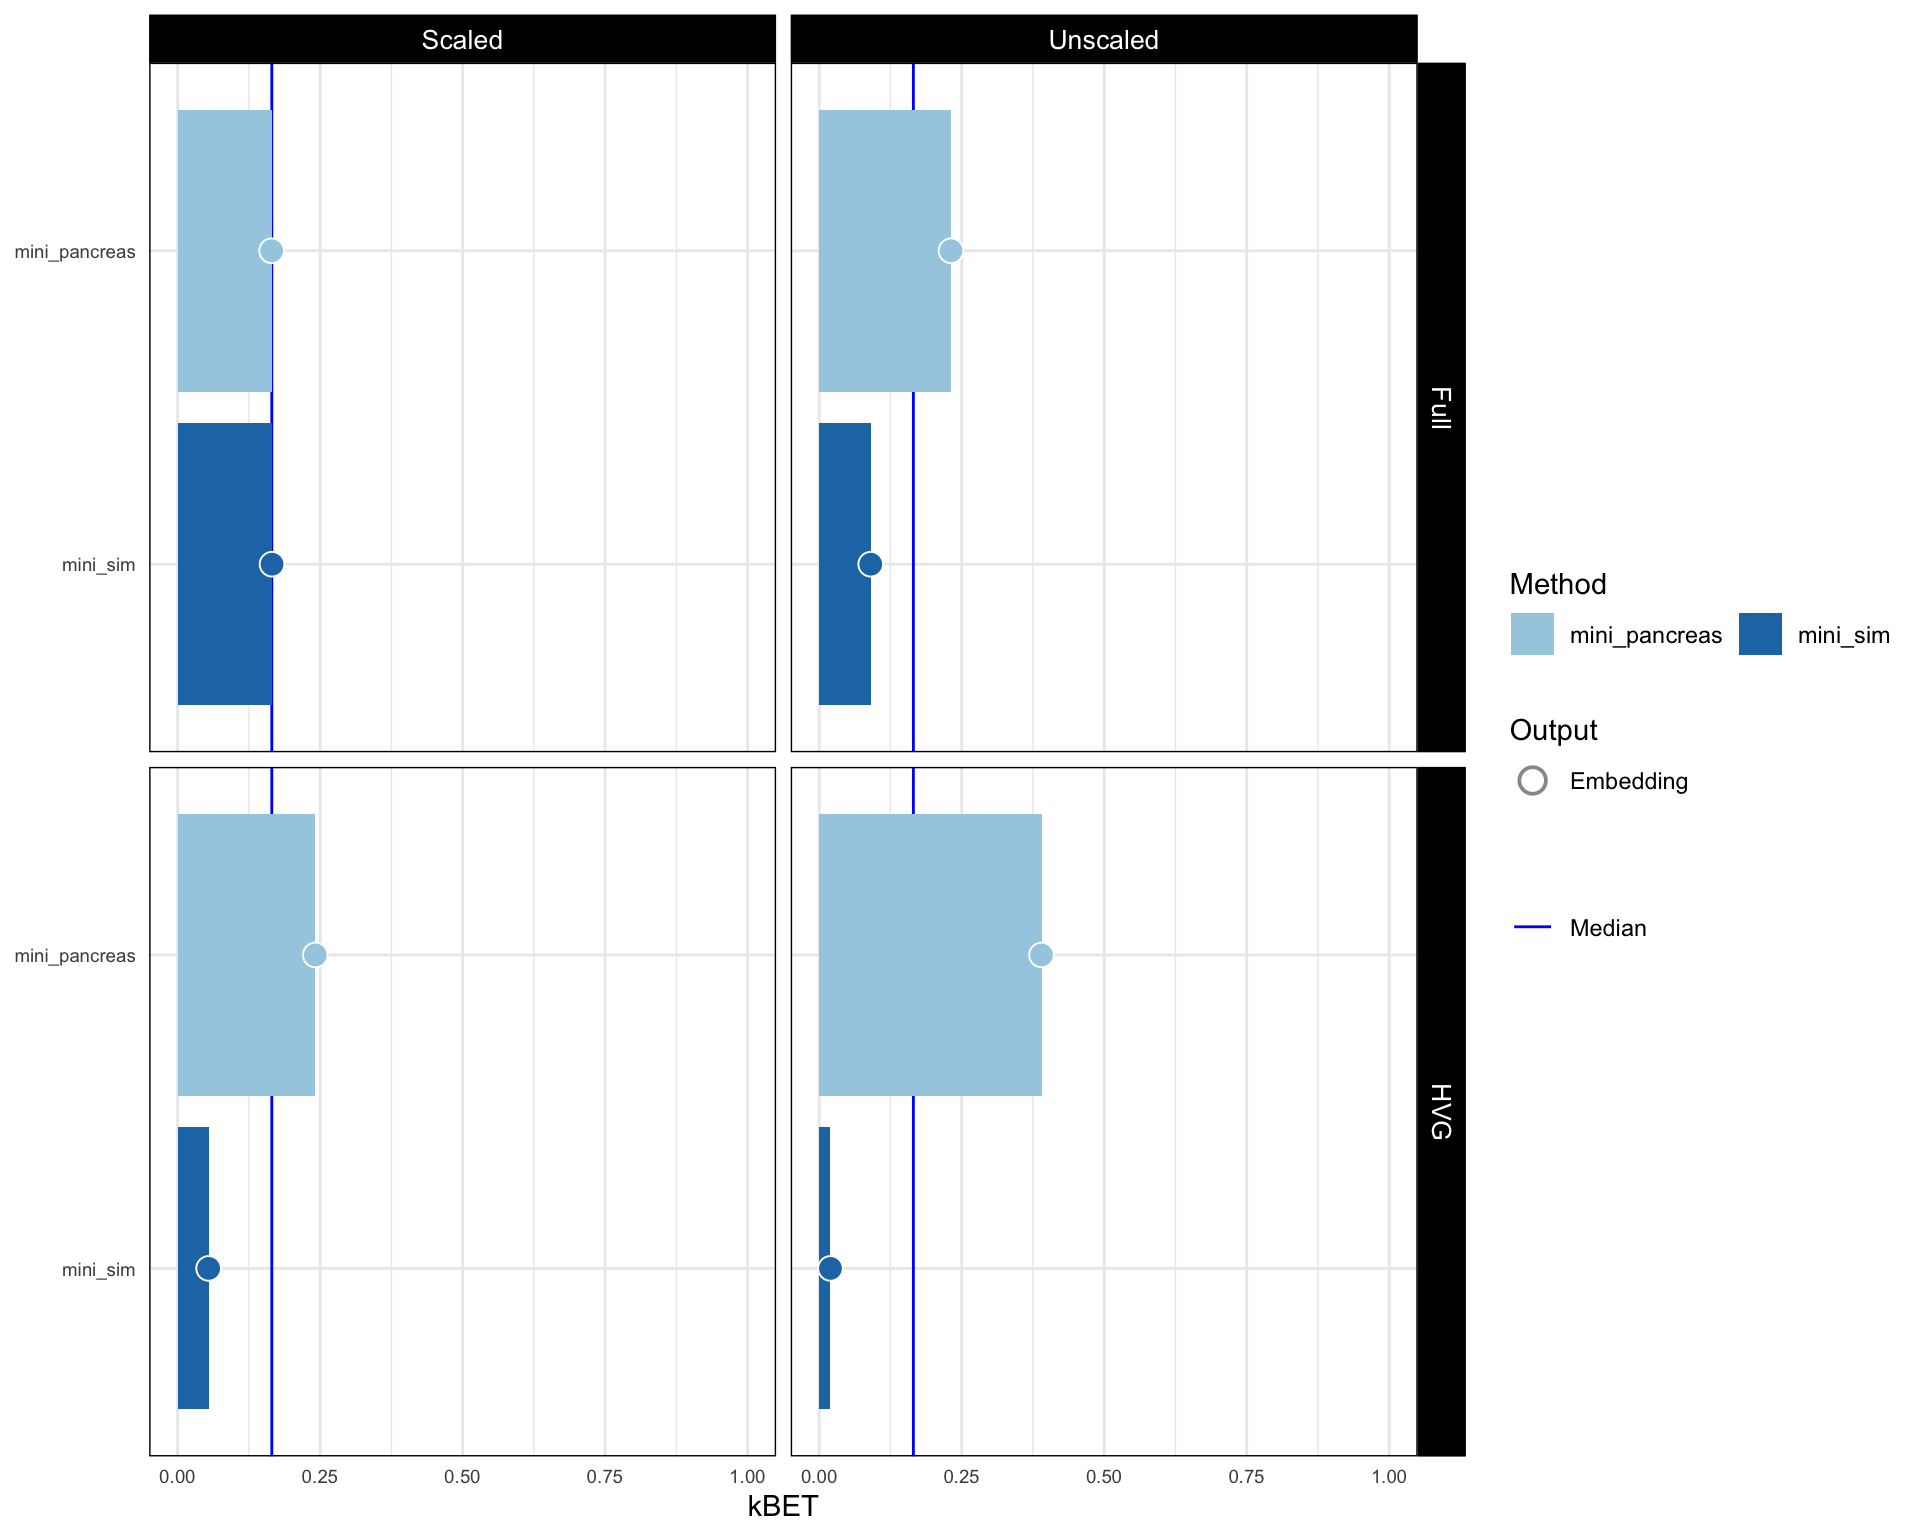 Scaled
Unscaled
Full
mini_pancreas
mini_sim
HVG
mini_pancreas
mini_sim
0.00 0.25 0.50 0.75 1.00
0.00 0.25 0.50 0.75 1.00
kBET
Method
mini_pancreas
mini_sim
Output
Embedding
Median